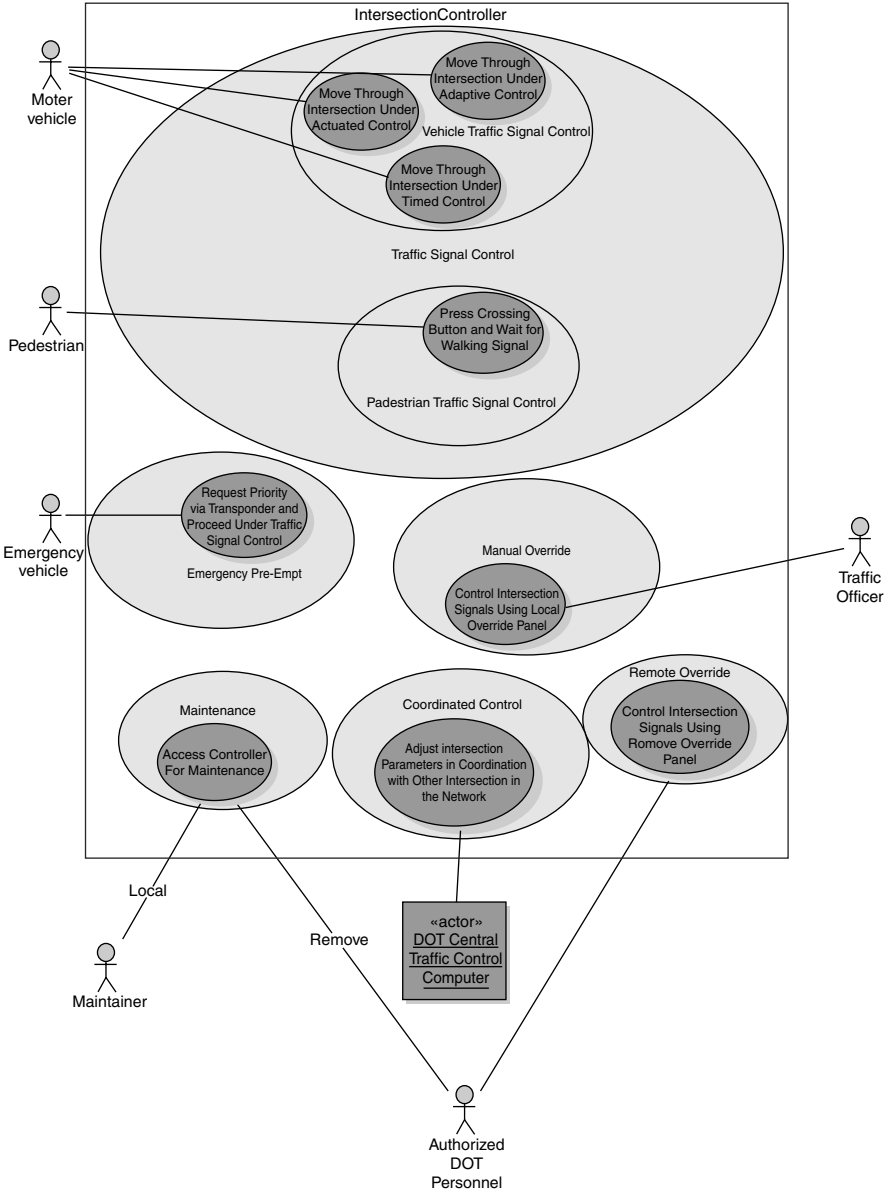 IntersectionController
Moter
vehicle
Move Through
Intersection Under
Adaptive Control
Move Through
Intersection Under
Actuated Control
Vehicle Traffic Signal Control
Move Through
Intersection Under
Timed Control
Traffic Signal Control
Pedestrian
Press Crossing
Button and Wait for
Walking Signal
Padestrian Traffic Signal Control
Emergency
vehicle
Request Priority
via Transponder and
Proceed Under Traffic
Signal Control
Emergency Pre-Empt
Manual Override
Control Intersection
Signals Using Local
Override Panel
Traffic
Officer
Maintenance
Access Controller
For Maintenance
Coordinated Control
Adjust intersection
Parameters in Coordination
with Other Intersection in
the Network
Remote Override
Control Intersection
Signals Using
Romove Override
Panel
Local
Maintainer
Remove
«actor»
DOT Central
Traffic Control
Computer
Authorized
DOT
Personnel